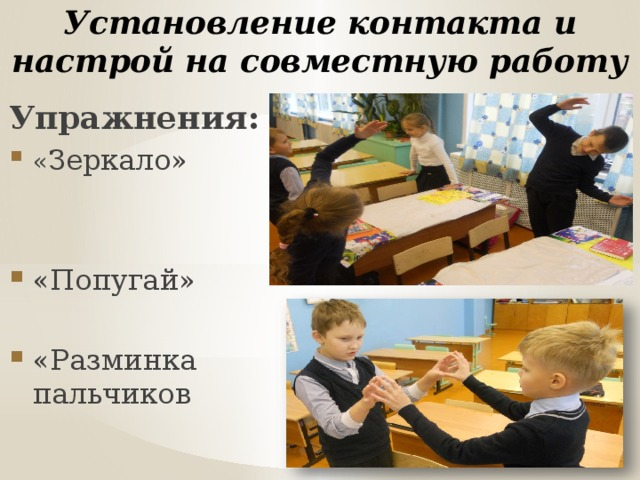 Установление контакта и
настрой на совместную работу
Упражнения:
«Зеркало»
«Попугай»
«Разминка
пальчиков